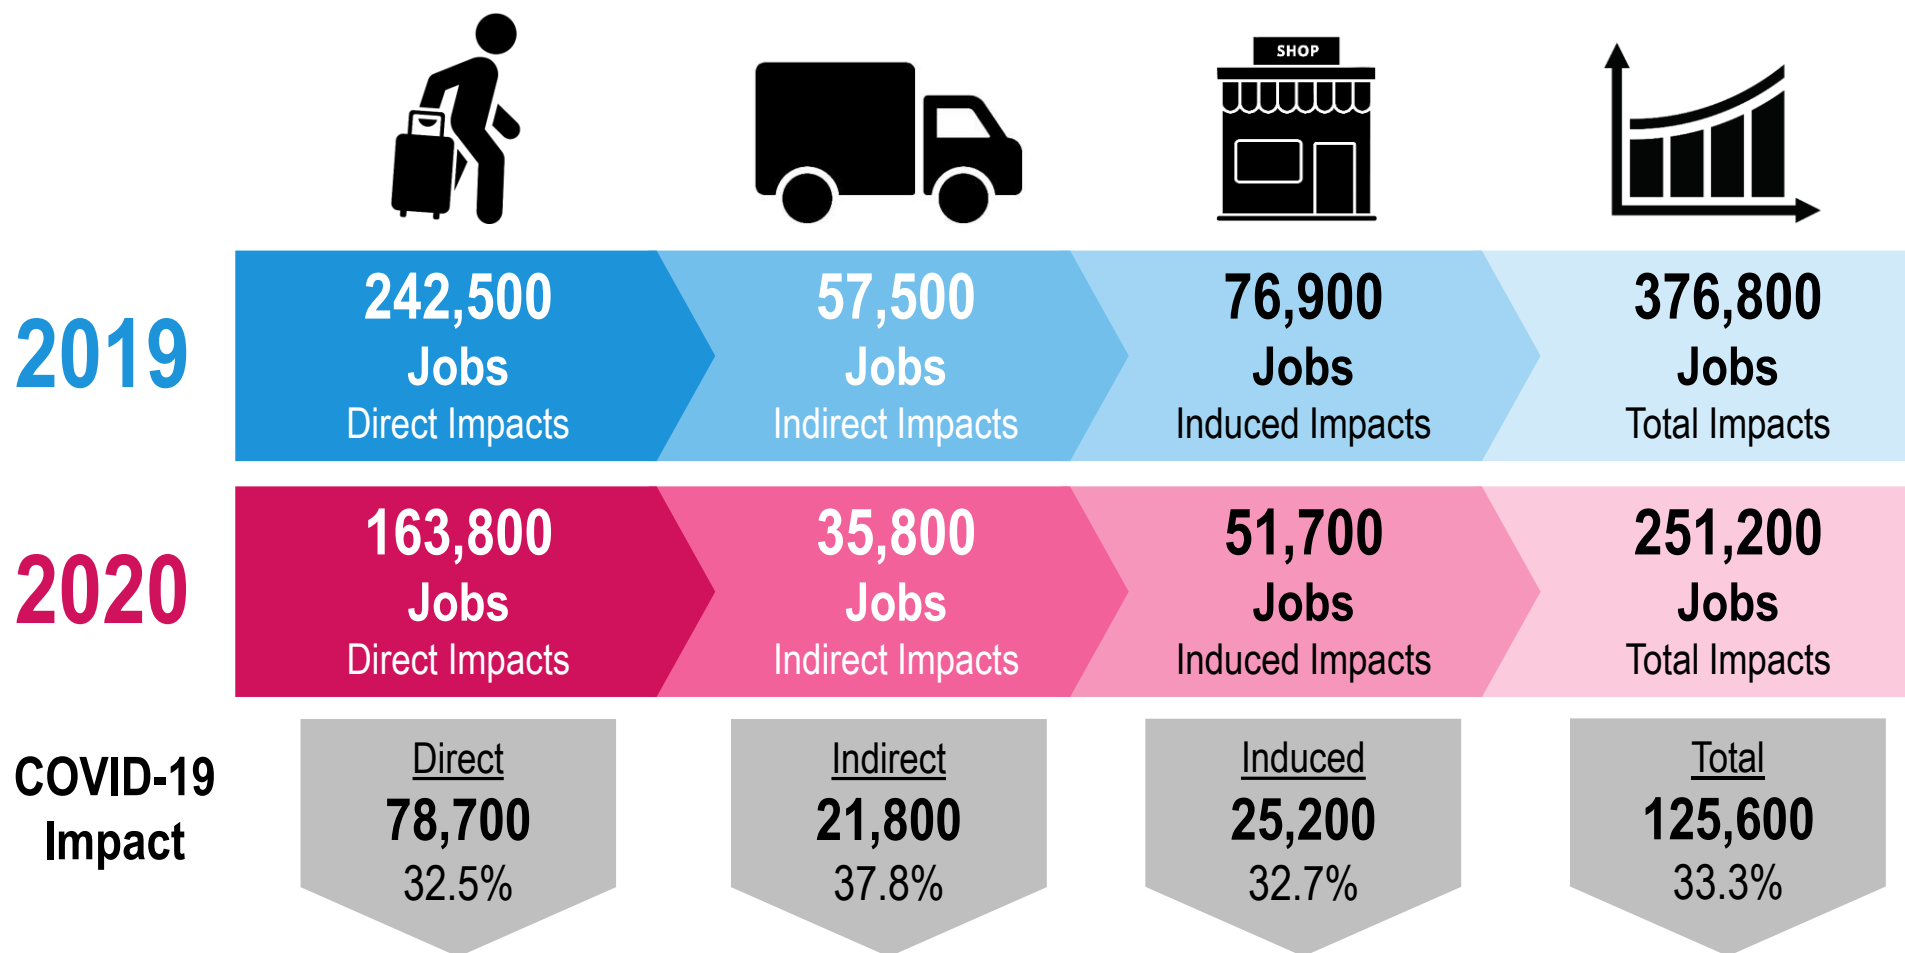 SHOP
2019
242,500
Jobs
Direct Impacts
57,500
Jobs
Indirect Impacts
76,900
Jobs
Induced Impacts
376,800
Jobs
Total Impacts
2020
163,800
Jobs
Direct Impacts
35,800
Jobs
Indirect Impacts
51,700
Jobs
Induced Impacts
251,200
Jobs
Total Impacts
COVID-19
Impact
Direct
78,700
32.5%
Indirect
21,800
37.8%
Induced
25,200
32.7%
Total
125,600
33.3%